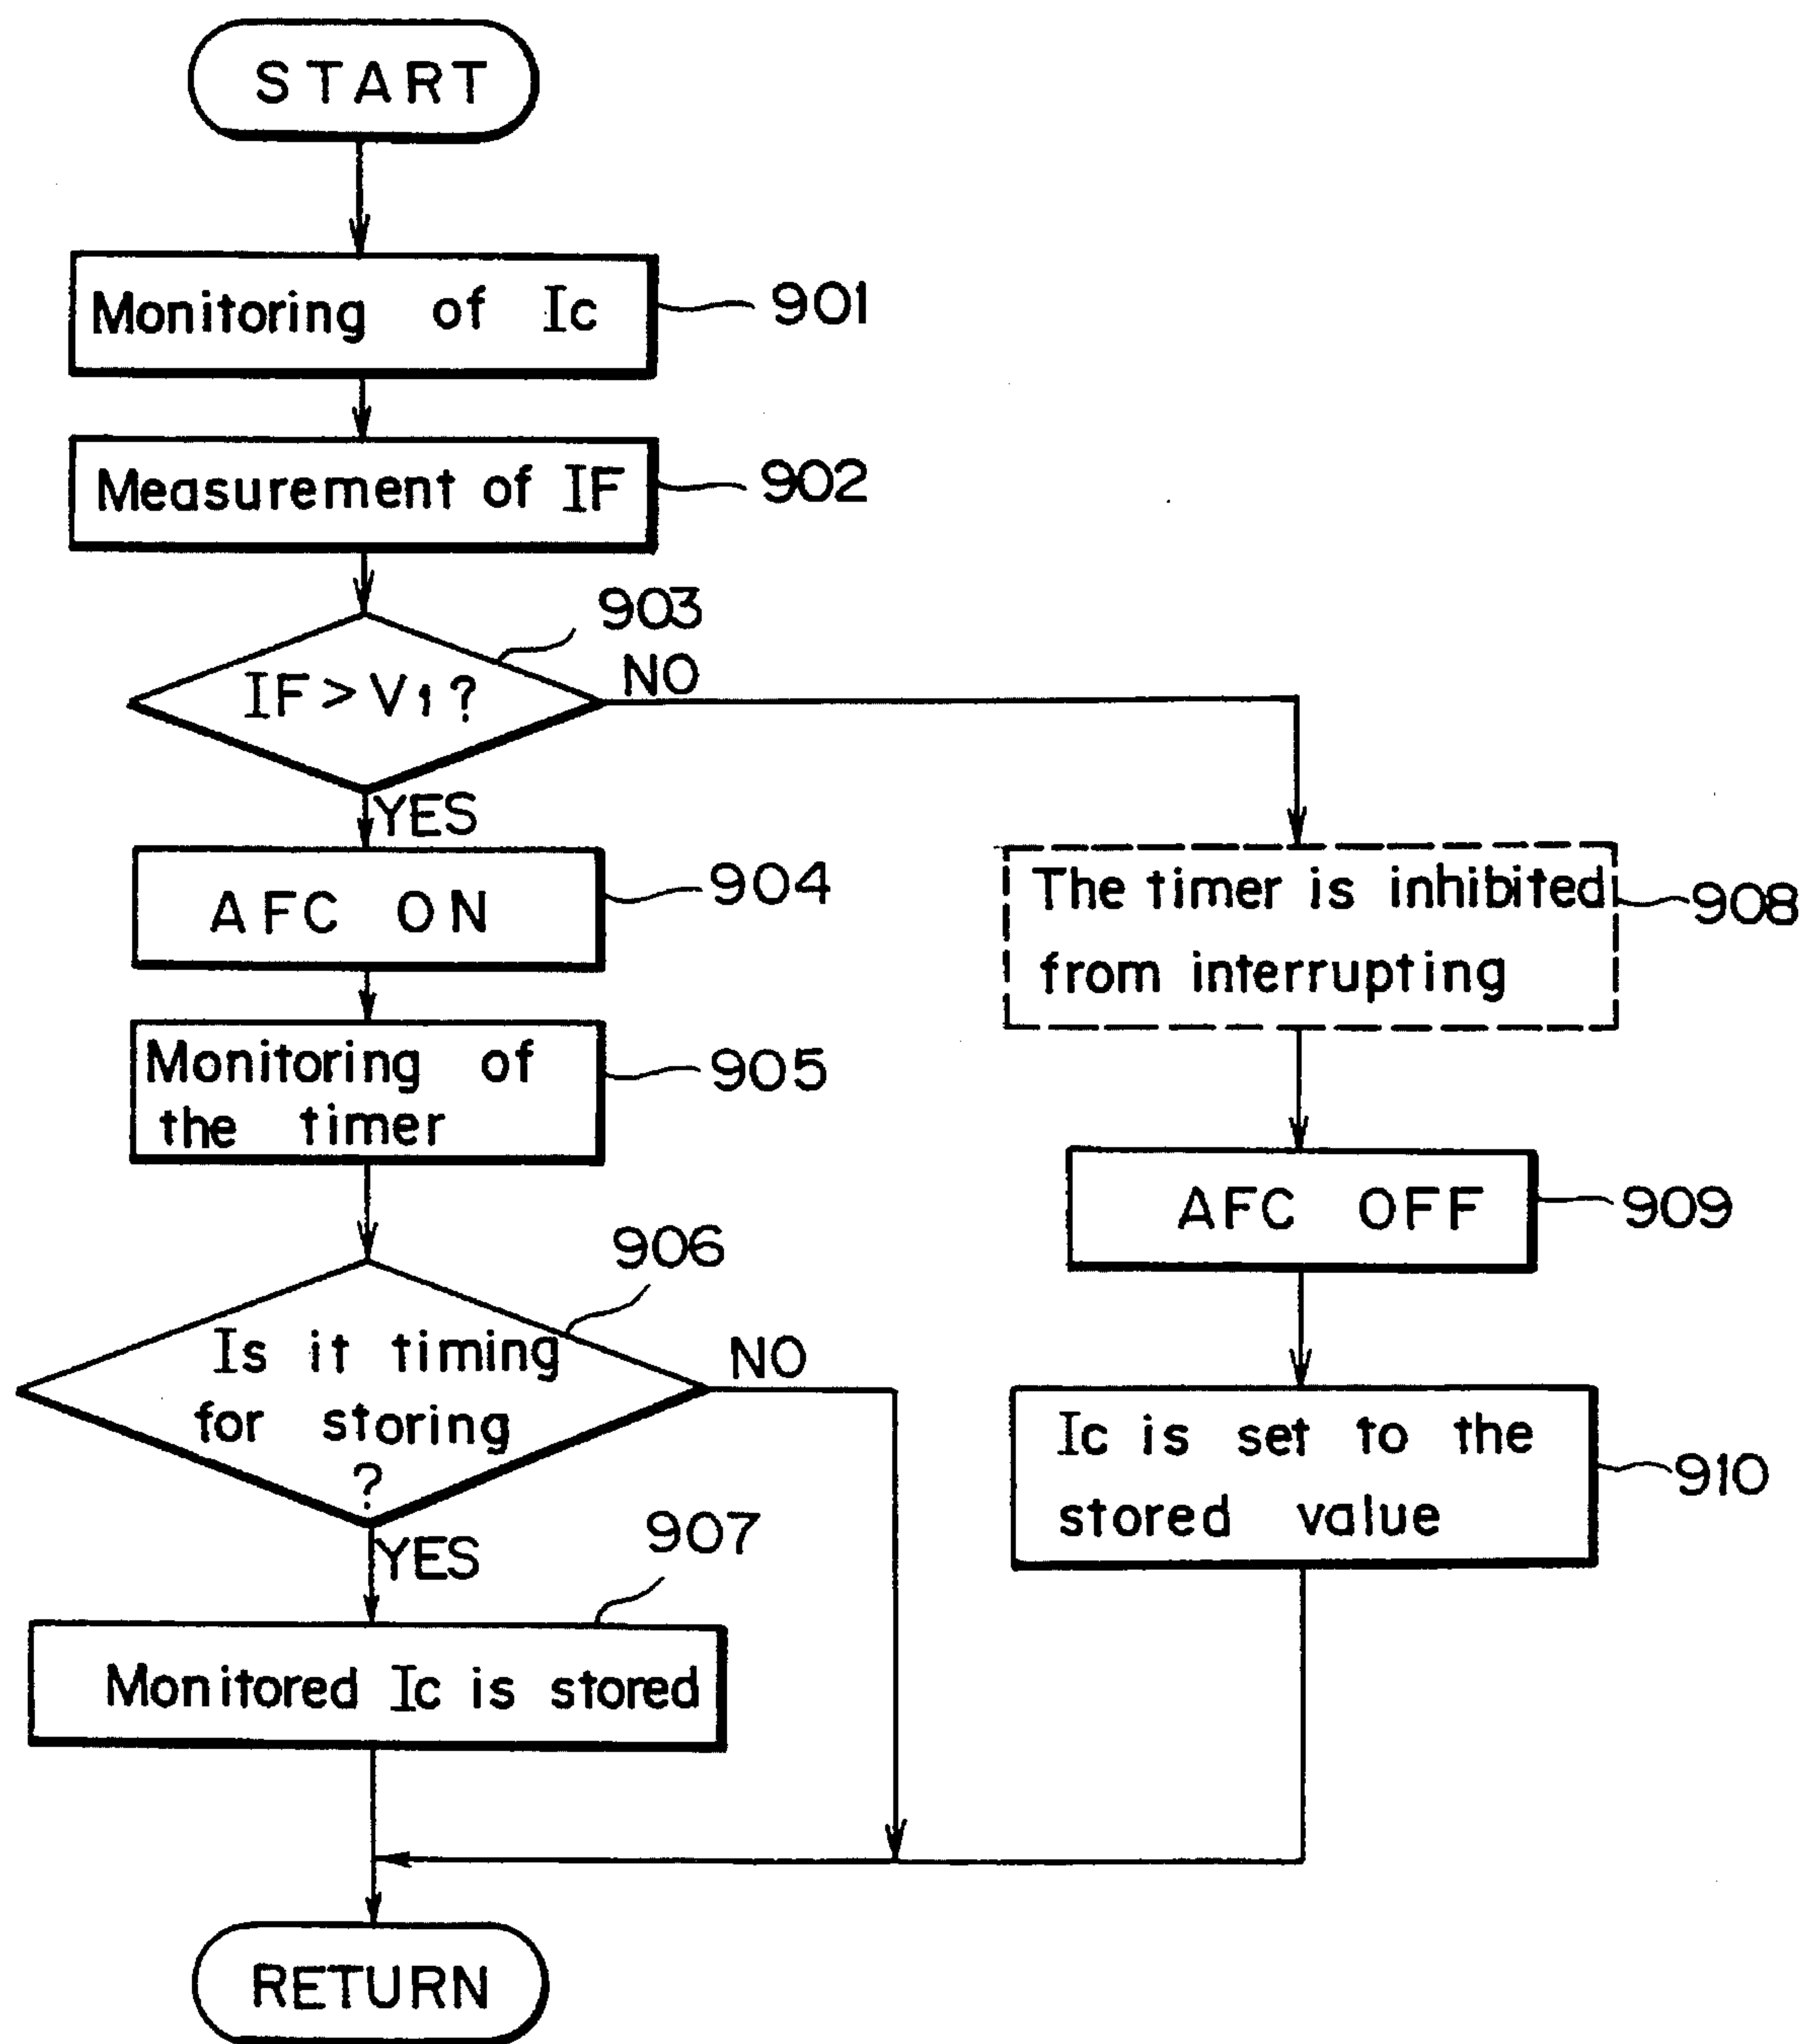 START
Monitoring of Ic
901
Measurement of IF
902
903
IF > V1 ?
NO
YES
AFC ON
904
Monitoring of
the timer
905
906
Is it timing
for storing
?
NO
YES
907
Monitored Ic is stored
The timer is inhibited
from interrupting
908
AFC OFF
909
Ic is set to the
stored value
910
RETURN